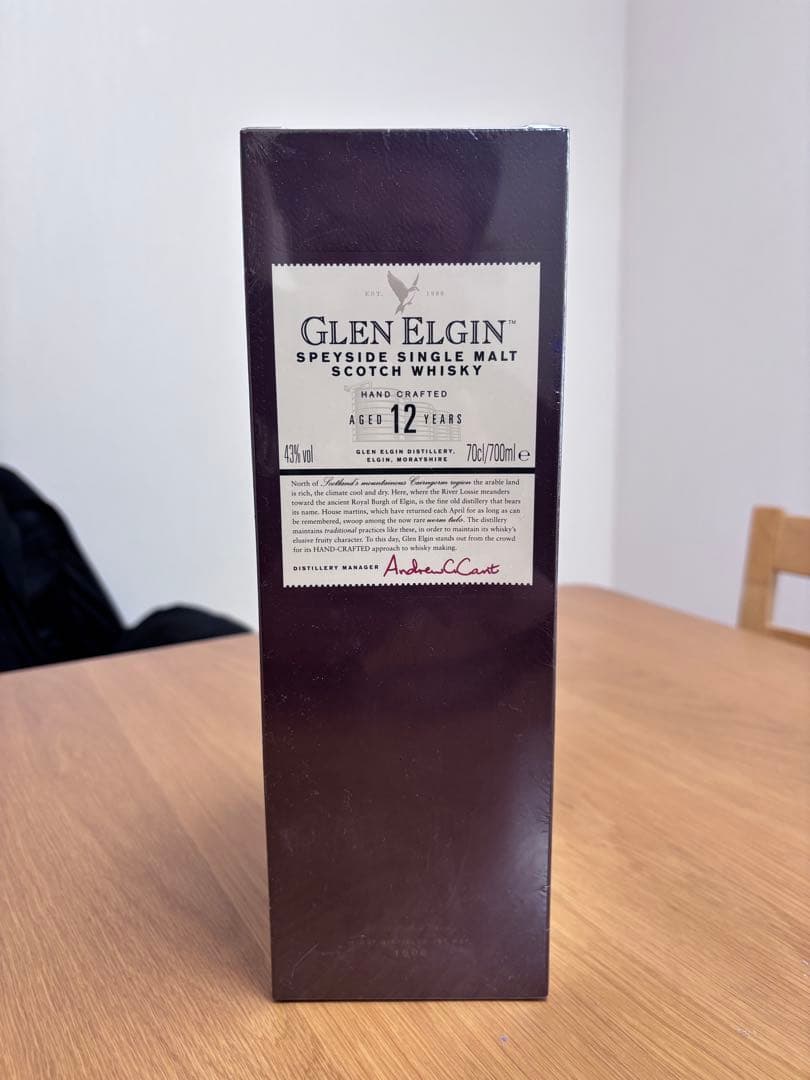 EST. 1898
GLEN ELGIN™
SPEYSIDE SINGLE MALT
SCOTCH WHISKY
HAND CRAFTED
AGED 12 YEARS
43% vol
GLEN ELGIN DISTILLERY,
ELGIN, MORAYSHIRE
70cl/700ml e
North of Scotland's mountainous Cairngorm region the arable land
is rich, the climate cool and dry. Here, where the River Lossie meanders
toward the ancient Royal Burgh of Elgin, is the fine old distillery that bears
its name. House martins, which have returned each April for as long as can
be remembered, swoop among the now rare worm tubs. The distillery
maintains traditional practices like these, in order to maintain its whisky's
elusive fruity character. To this day, Glen Elgin stands out from the crowd
for its HAND-CRAFTED approach to whisky making.
DISTILLERY MANAGER Andrew C Cant